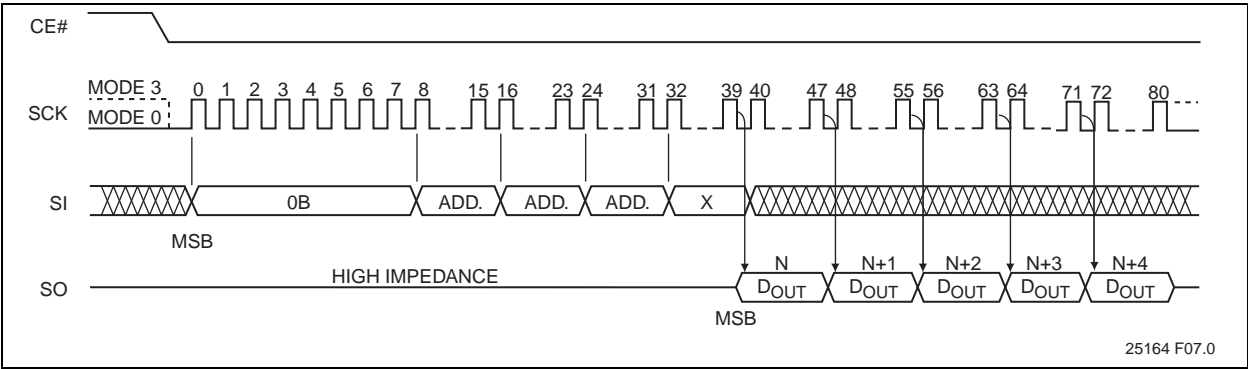 CE#
MODE 3
0 1 2 3 4 5 6 7 8 15 16 23 24 31 32 39 40 47 48 55 56 63 64 71 72 80
SCK
MODE 0
SI
0B ADD. ADD. ADD. X
MSB
HIGH IMPEDANCE
N N+1 N+2 N+3 N+4
SO
DOUT DOUT DOUT DOUT DOUT
MSB
25164 F07.0